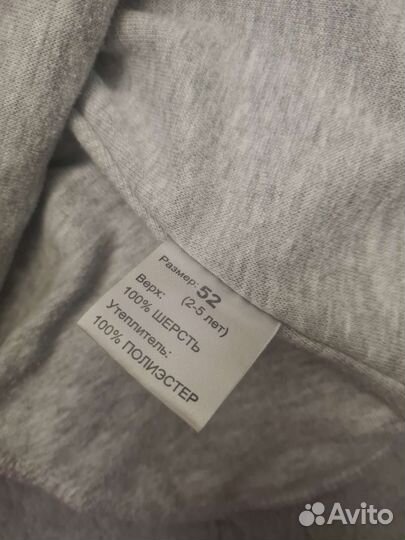 Размер: 52
(2-5 лет)
Верх:
100% ШЕРСТЬ
Утеплитель:
100% ПОЛИЭСТЕР
Avito